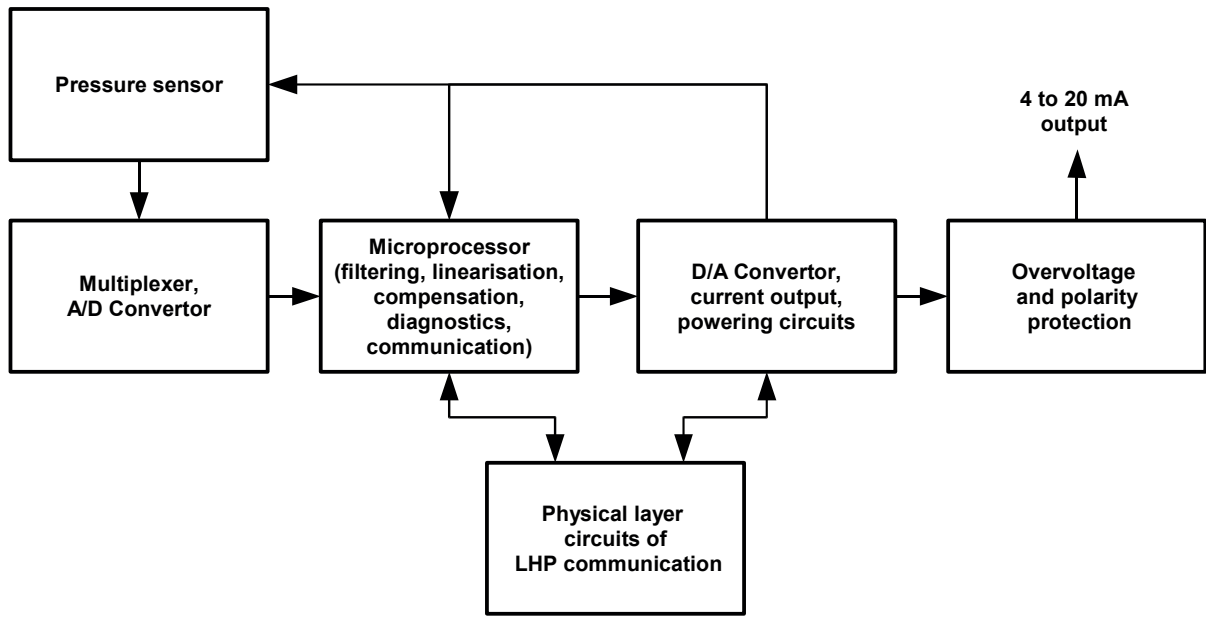 Pressure sensor
4 to 20 mA
output
Multiplexer,
A/D Convertor
Microprocessor
(filtering, linearisation,
compensation,
diagnostics,
communication)
D/A Convertor,
current output,
powering circuits
Overvoltage
and polarity
protection
Physical layer
circuits of
LHP communication